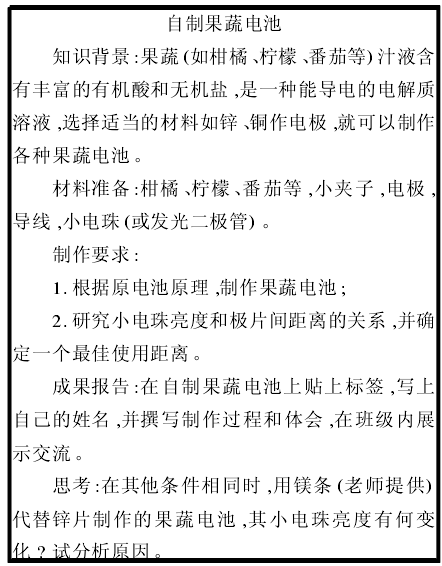 自制果蔬电池
知识背景:果蔬(如柑橘、柠檬、番茄等)汁液含
有丰富的有机酸和无机盐,是一种能导电的电解质
溶液,选择适当的材料如锌、铜作电极,就可以制作
各种果蔬电池。
材料准备:柑橘、柠檬、番茄等,小夹子,电极,
导线,小电珠(或发光二极管)。
制作要求:
1.根据原电池原理,制作果蔬电池;
2.研究小电珠亮度和极片间距离的关系,并确
定一个最佳使用距离。
成果报告:在自制果蔬电池上贴上标签,写上
自己的姓名,并撰写制作过程和体会,在班级内展
示交流。
思考:在其他条件相同时,用镁条(老师提供)
代替锌片制作的果蔬电池,其小电珠亮度有何变
化?试分析原因。